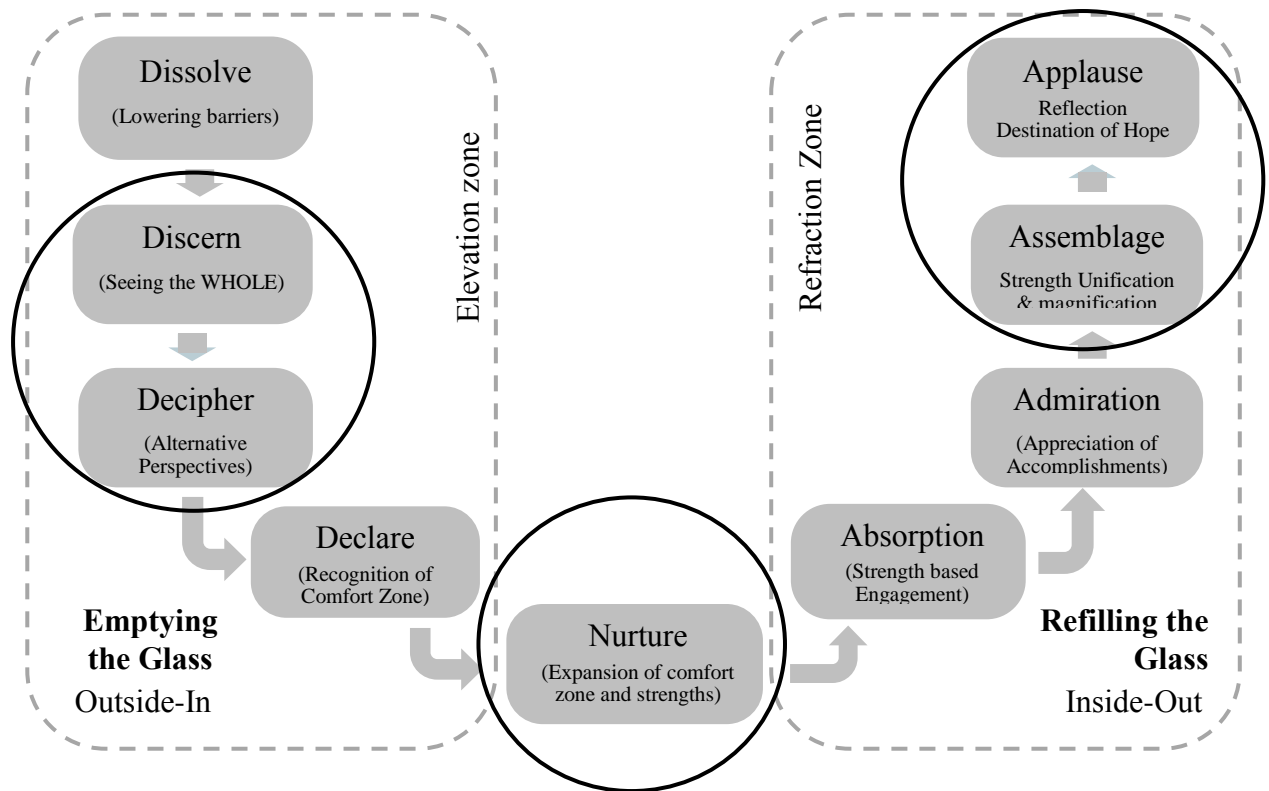 Dissolve
(Lowering barriers)
Discern
(Seeing the WHOLE)
Decipher
(Alternative
Perspectives)
Declare
(Recognition of
Comfort Zone)
Emptying
the Glass
Outside-In
Elevation zone
Nurture
(Expansion of comfort
zone and strengths)
Refraction Zone
Absorption
(Strength based
Engagement)
Admiration
(Appreciation of
Accomplishments)
Assemblage
Strength Unification
& magnification
Applause
Reflection
Destination of Hope
Refilling the
Glass
Inside-Out